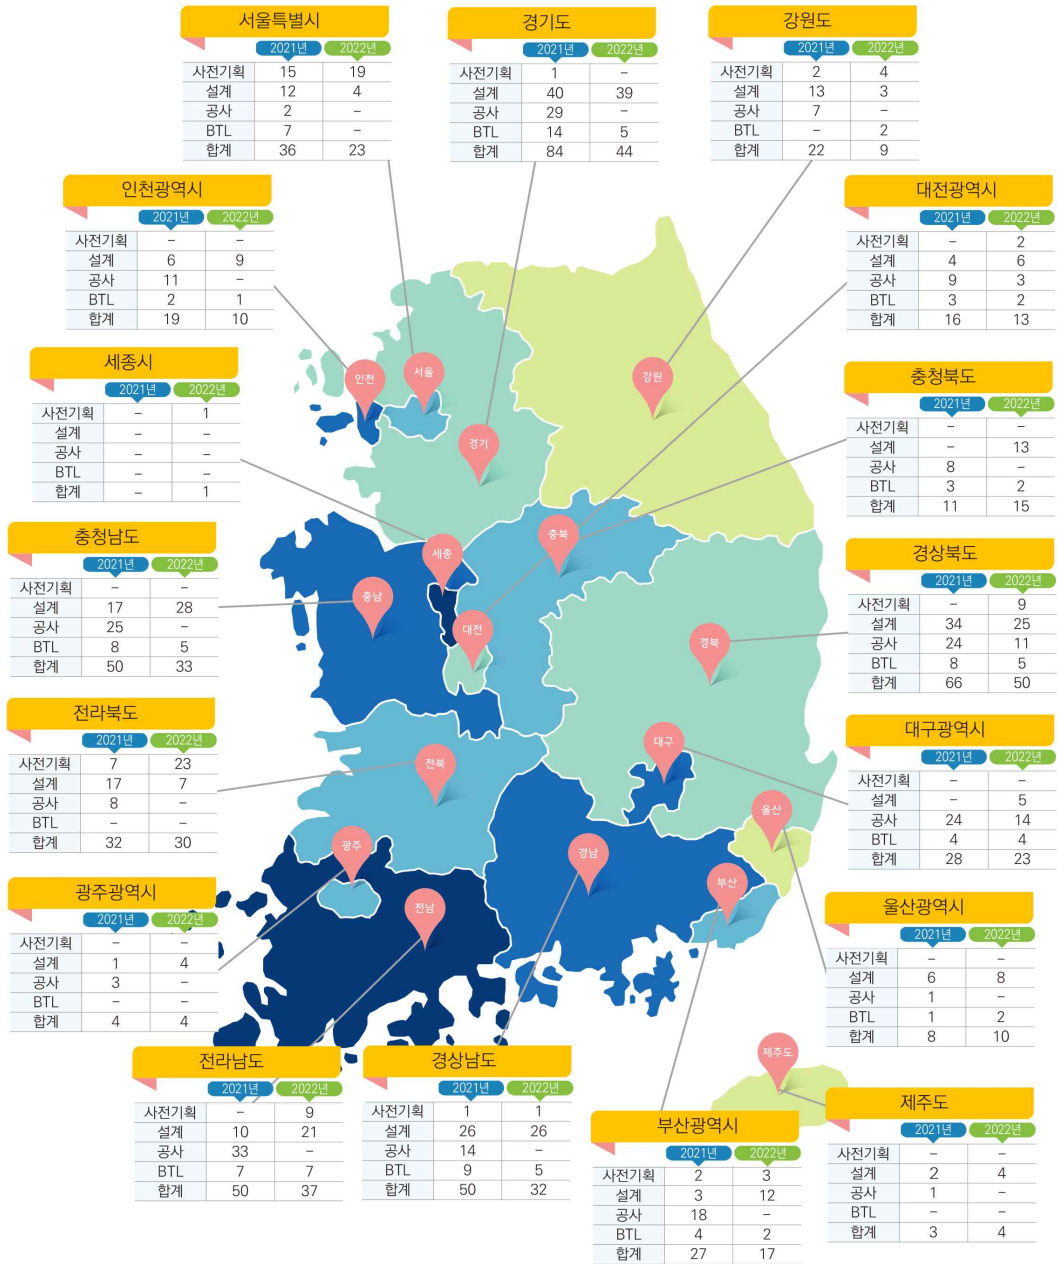 서울특별시
2021년 2022년
사전기획 15 19
설계 12 4
공사 2 –
BTL 7 –
합계 36 23
경기도
2021년 2022년
사전기획 1 –
설계 40 39
공사 29 –
BTL 14 5
합계 84 44
강원도
2021년 2022년
사전기획 2 4
설계 13 3
공사 7 –
BTL – 2
합계 22 9
인천광역시
2021년 2022년
사전기획 – –
설계 6 9
공사 11 –
BTL 2 1
합계 19 10
대전광역시
2021년 2022년
사전기획 – 2
설계 4 6
공사 9 3
BTL 3 2
합계 16 13
세종시
2021년 2022년
사전기획 – 1
설계 – –
공사 – –
BTL – –
합계 – 1
충청북도
2021년 2022년
사전기획 – –
설계 – 13
공사 8 –
BTL 3 2
합계 11 15
충청남도
2021년 2022년
사전기획 – –
설계 17 28
공사 25 –
BTL 8 5
합계 50 33
경상북도
2021년 2022년
사전기획 – 9
설계 34 25
공사 24 11
BTL 8 5
합계 66 50
전라북도
2021년 2022년
사전기획 7 23
설계 17 7
공사 8 –
BTL – –
합계 32 30
대구광역시
2021년 2022년
사전기획 – –
설계 – 5
공사 24 14
BTL 4 4
합계 28 23
광주광역시
2021년 2022년
사전기획 – –
설계 1 4
공사 3 –
BTL – –
합계 4 4
울산광역시
2021년 2022년
사전기획 – –
설계 6 8
공사 1 –
BTL 1 2
합계 8 10
전라남도
2021년 2022년
사전기획 – 9
설계 10 21
공사 33 –
BTL 7 7
합계 50 37
경상남도
2021년 2022년
사전기획 1 1
설계 26 26
공사 14 –
BTL 9 5
합계 50 32
부산광역시
2021년 2022년
사전기획 2 3
설계 3 12
공사 18 –
BTL 4 2
합계 27 17
제주도
2021년 2022년
사전기획 – –
설계 2 4
공사 1 –
BTL – –
합계 3 4
인천
서울
강원
경기
충북
세종
충남
대전
경북
대구
전북
울산
광주
경남
부산
전남
제주도